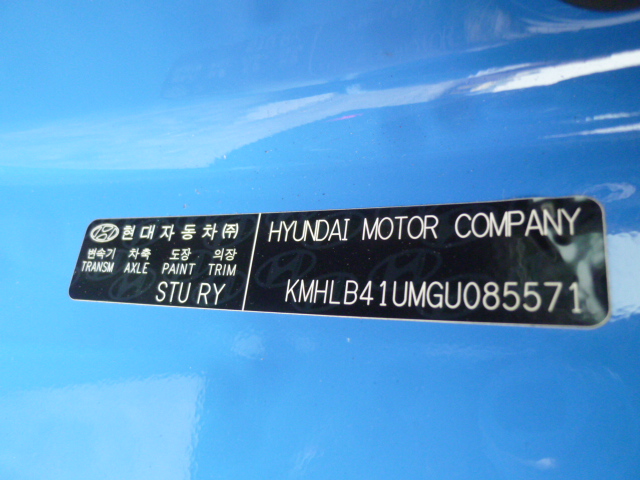 현대자동차㈜
변속기 차축 도장 의장
TRANSM AXLE PAINT TRIM
STU RY
HYUNDAI MOTOR COMPANY
KMHLB41UMGU085571